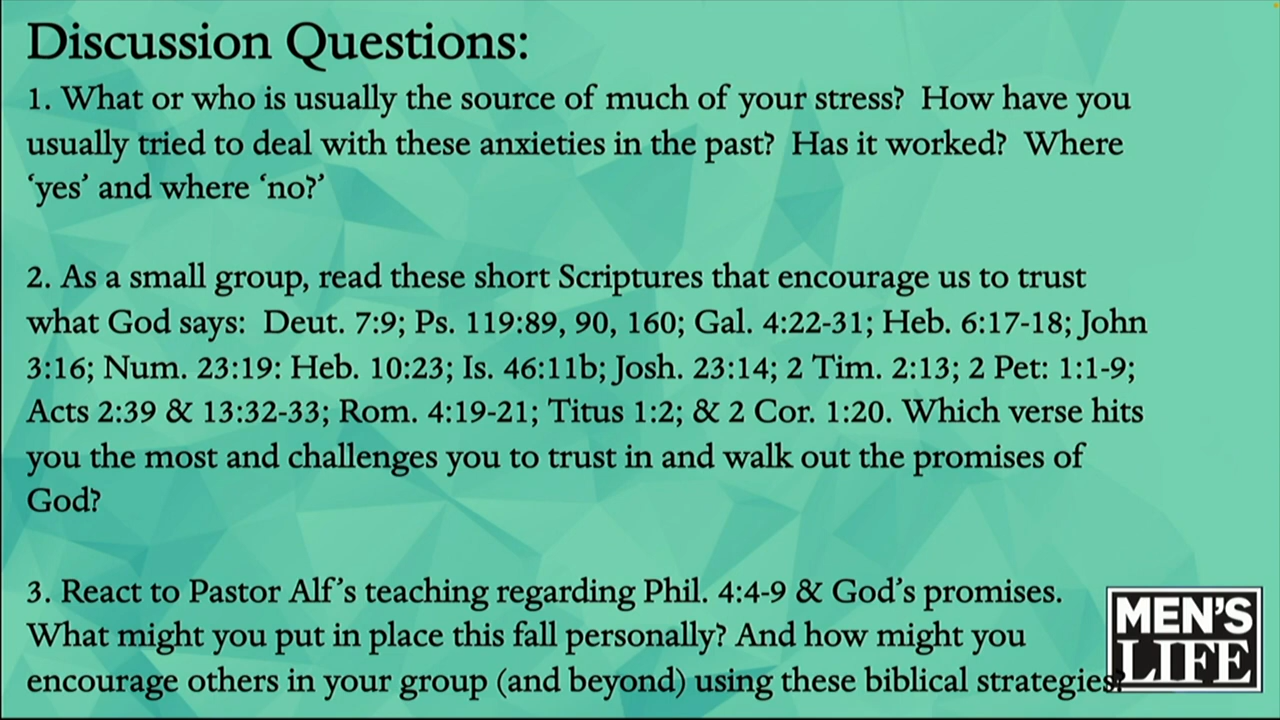 Discussion Questions:
1. What or who is usually the source of much of your stress?  How have you
usually tried to deal with these anxieties in the past?  Has it worked?  Where
‘yes’ and where ‘no?’
2. As a small group, read these short Scriptures that encourage us to trust
what God says:  Deut. 7:9; Ps. 119:89, 90, 160; Gal. 4:22-31; Heb. 6:17-18; John
3:16; Num. 23:19: Heb. 10:23; Is. 46:11b; Josh. 23:14; 2 Tim. 2:13; 2 Pet: 1:1-9;
Acts 2:39 & 13:32-33; Rom. 4:19-21; Titus 1:2; & 2 Cor. 1:20. Which verse hits
you the most and challenges you to trust in and walk out the promises of
God?
3. React to Pastor Alf’s teaching regarding Phil. 4:4-9 & God’s promises.
What might you put in place this fall personally? And how might you
encourage others in your group (and beyond) using these biblical strategies?
MEN’S
LIFE